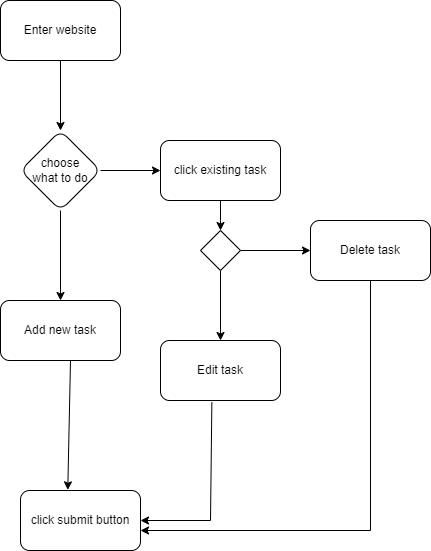 Enter website
choose
what to do
click existing task
Delete task
Add new task
Edit task
click submit button